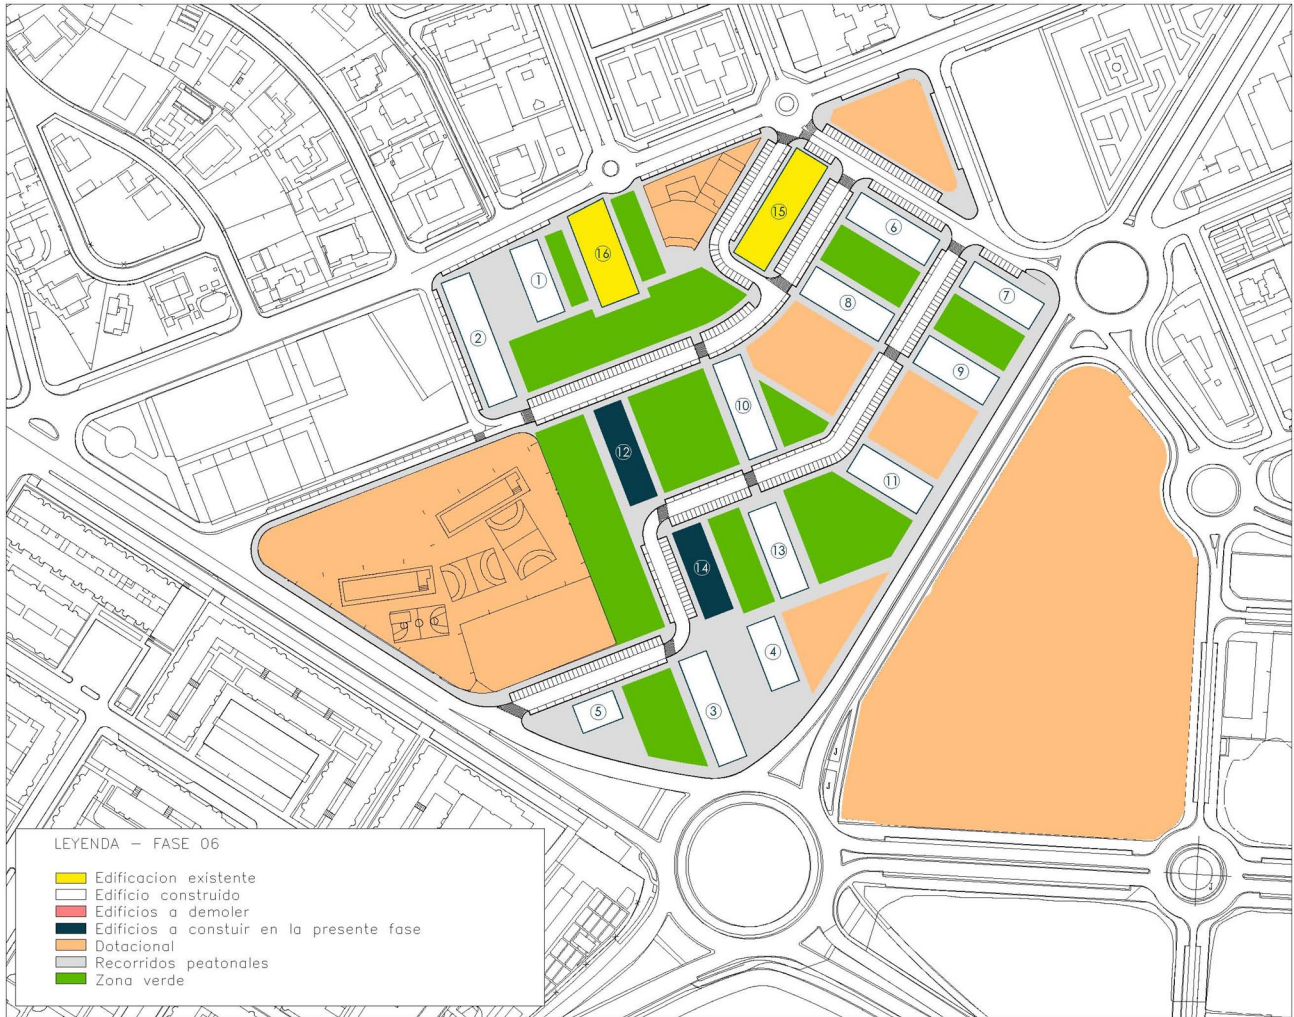 15
6
16
1
7
8
2
9
10
12
11
13
14
4
5
3
LEYENDA – FASE 06
Edificacion existente
Edificio construido
Edificios a demoler
Edificios a constuir en la presente fase
Dotacional
Recorridos peatonales
Zona verde